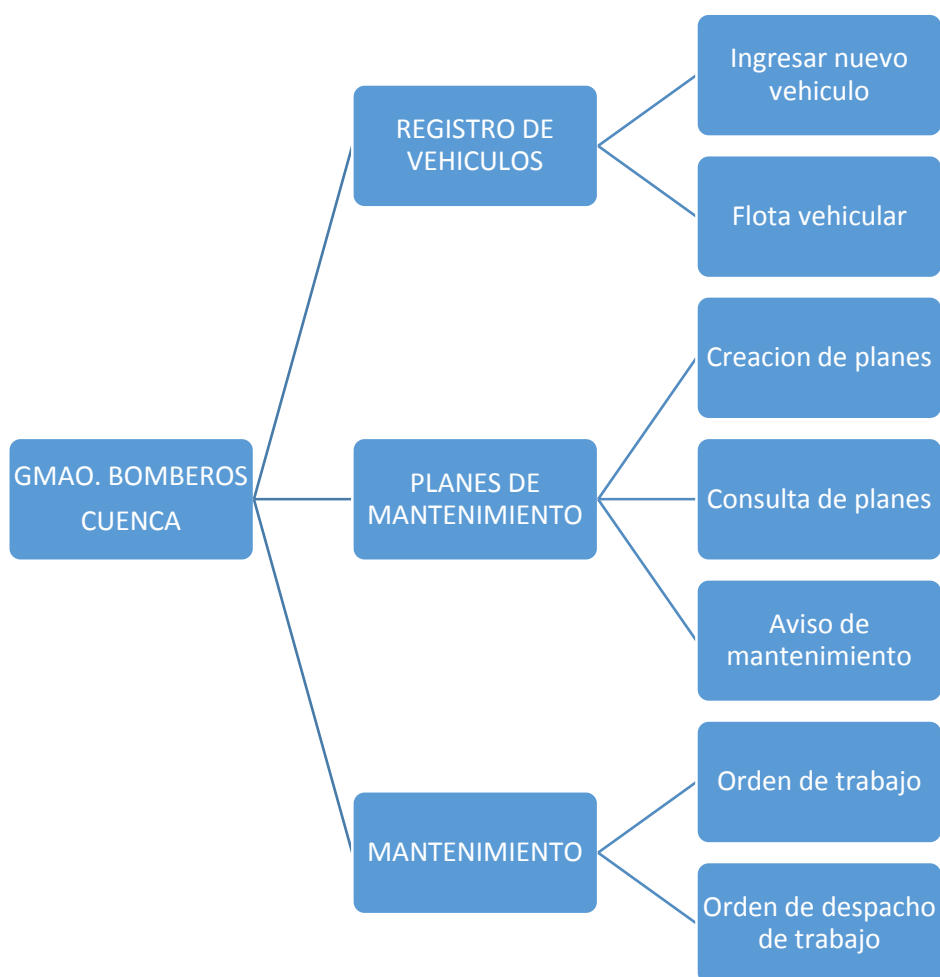 GMAO. BOMBEROS
CUENCA
REGISTRO DE
VEHICULOS
Ingresar nuevo
vehiculo
Flota vehicular
PLANES DE
MANTENIMIENTO
Creacion de planes
Consulta de planes
Aviso de
mantenimiento
MANTENIMIENTO
Orden de trabajo
Orden de despacho
de trabajo